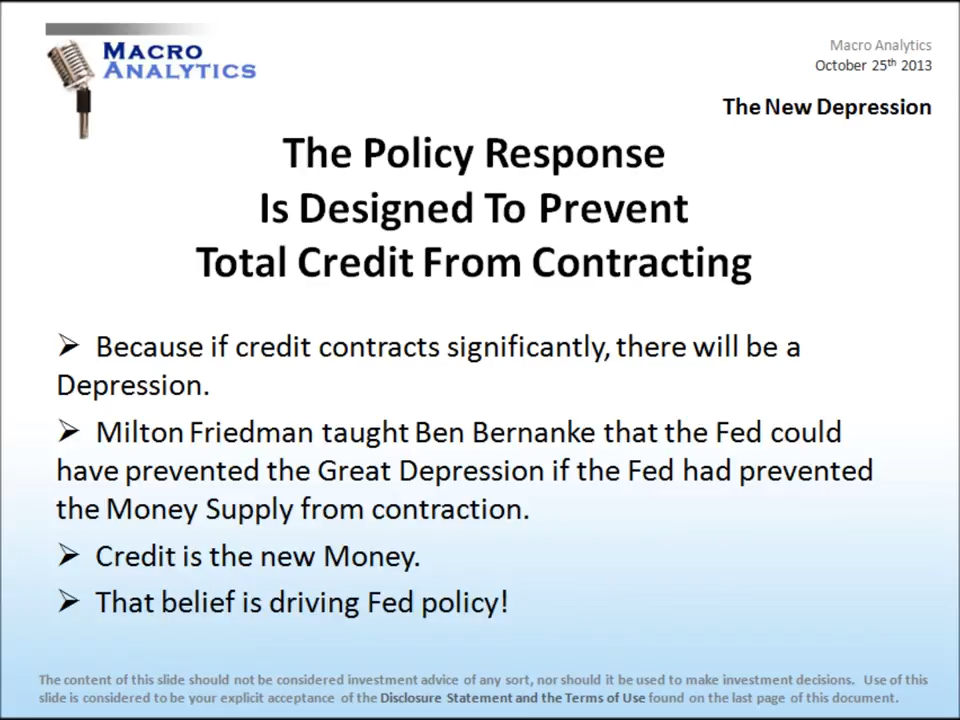 MACRO
ANALYTICS
Macro Analytics
October 25th 2013
The New Depression
The Policy Response
Is Designed To Prevent
Total Credit From Contracting
➢ Because if credit contracts significantly, there will be a
Depression.
➢ Milton Friedman taught Ben Bernanke that the Fed could
have prevented the Great Depression if the Fed had prevented
the Money Supply from contraction.
➢ Credit is the new Money.
➢ That belief is driving Fed policy!
The content of this slide should not be considered investment advice of any sort, nor should it be used to make investment decisions. Use of this
slide is considered to be your explicit acceptance of the Disclosure Statement and the Terms of Use found on the last page of this document.